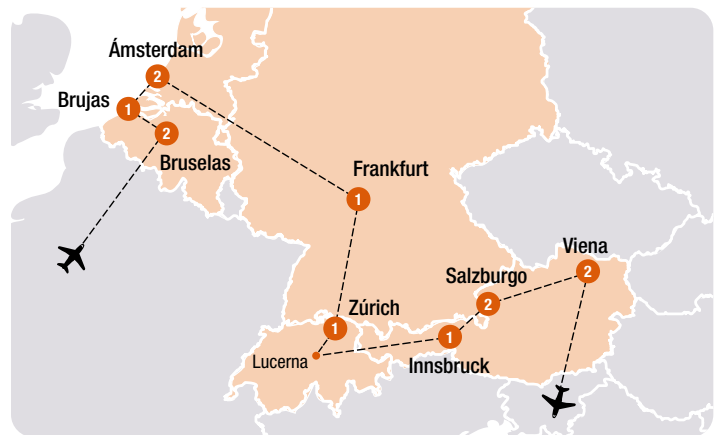 Ámsterdam
2
Brujas
1
2
Bruselas
Frankfurt
1
Viena
2
Salzburgo
2
Zúrich
1
1
Lucerna
Innsbruck